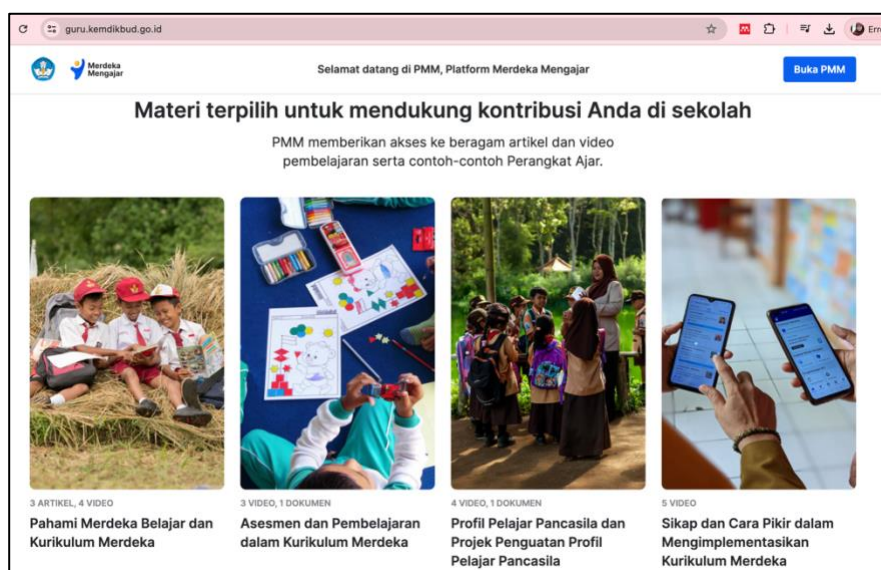 guru.kemdikbud.go.id
Merdeka
Mengajar
Selamat datang di PMM, Platform Merdeka Mengajar
Buka PMM
Materi terpilih untuk mendukung kontribusi Anda di sekolah
PMM memberikan akses ke beragam artikel dan video
pembelajaran serta contoh-contoh Perangkat Ajar.
3 ARTIKEL, 4 VIDEO
Pahami Merdeka Belajar dan
Kurikulum Merdeka
3 VIDEO, 1 DOKUMEN
Asesmen dan Pembelajaran
dalam Kurikulum Merdeka
4 VIDEO, 1 DOKUMEN
Profil Pelajar Pancasila dan
Projek Penguatan Profil
Pelajar Pancasila
5 VIDEO
Sikap dan Cara Pikir dalam
Mengimplementasikan
Kurikulum Merdeka